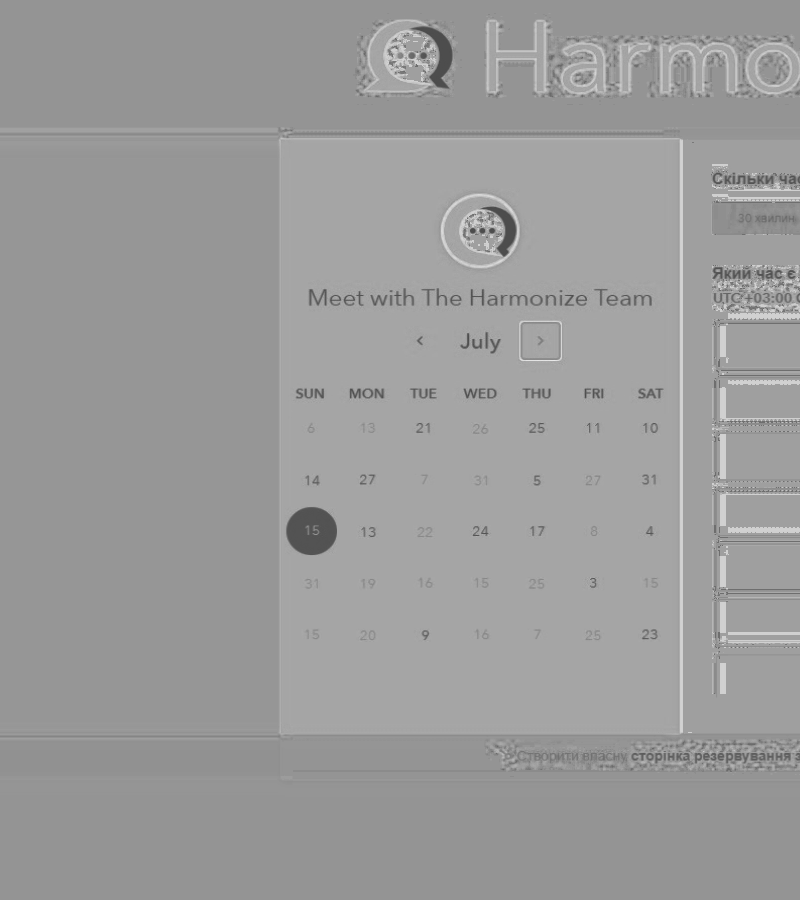 Harmo
Meet with The Harmonize Team
‹ July ›
SUN MON TUE WED THU FRI SAT
6 13 21 26 25 11 10
14 27 7 31 5 27 31
15 13 22 24 17 8 4
31 19 16 15 25 3 15
15 20 9 16 7 25 23
Скільки час
30 хвилин
Який час є
UTC+03:00
Створити власну сторінка резервування з